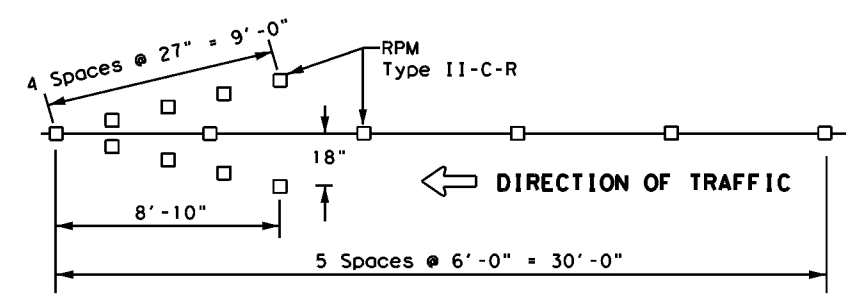 4 Spaces @ 27" = 9'-0"
RPM
Type II-C-R
18"
DIRECTION OF TRAFFIC
8'-10"
5 Spaces @ 6'-0" = 30'-0"